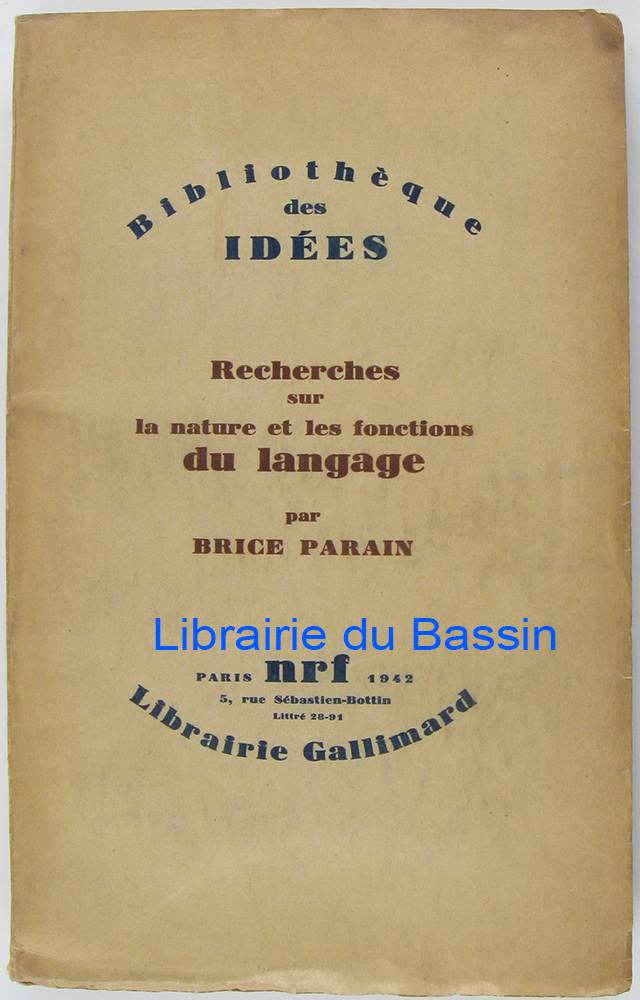 Bibliothèque
des
IDÉES
Recherches
sur
la nature et les fonctions
du langage
par
BRICE PARAIN
Librairie du Bassin
PARIS nrf 1942
5, rue Sébastien-Bottin
Littré 28-91
Librairie Gallimard